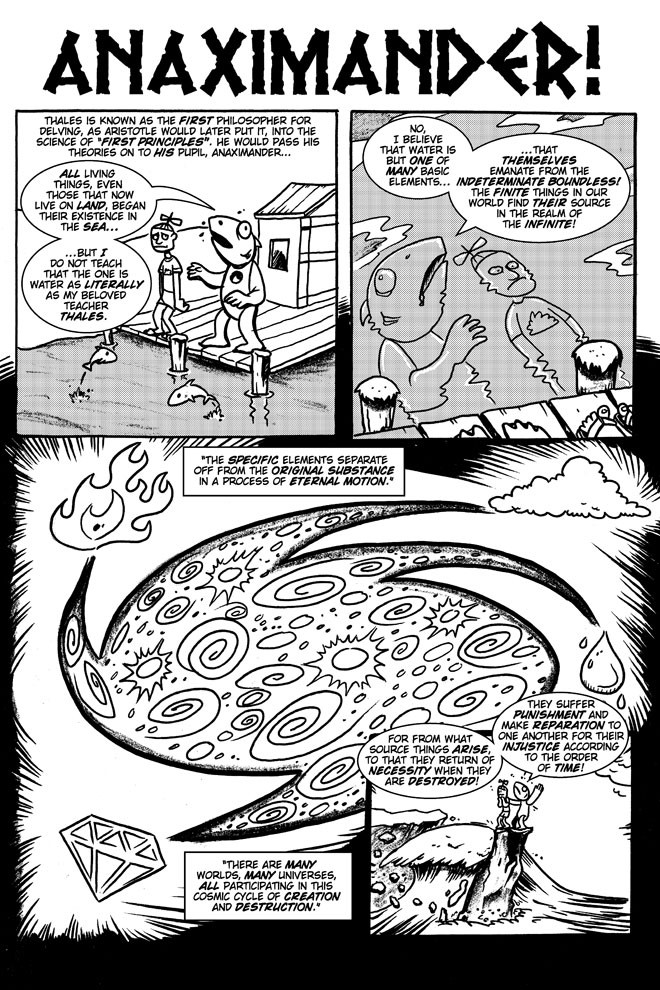 ANAXIMANDER!
THALES IS KNOWN AS THE FIRST PHILOSOPHER FOR
DELVING, AS ARISTOTLE WOULD LATER PUT IT, INTO THE
SCIENCE OF "FIRST PRINCIPLES". HE WOULD PASS HIS
THEORIES ON TO HIS PUPIL, ANAXIMANDER...
ALL LIVING
THINGS, EVEN
THOSE THAT NOW
LIVE ON LAND, BEGAN
THEIR EXISTENCE IN
THE SEA...
...BUT I
DO NOT TEACH
THAT THE ONE IS
WATER AS LITERALLY
AS MY BELOVED
TEACHER
THALES.
NO,
I BELIEVE
THAT WATER IS
BUT ONE OF
MANY BASIC
ELEMENTS...
...THAT
THEMSELVES
EMANATE FROM THE
INDETERMINATE BOUNDLESS!
THE FINITE THINGS IN OUR
WORLD FIND THEIR SOURCE
IN THE REALM OF
THE INFINITE!
"THE SPECIFIC ELEMENTS SEPARATE
OFF FROM THE ORIGINAL SUBSTANCE
IN A PROCESS OF ETERNAL MOTION."
"THERE ARE MANY
WORLDS, MANY UNIVERSES,
ALL PARTICIPATING IN THIS
COSMIC CYCLE OF CREATION
AND DESTRUCTION."
FOR FROM WHAT
SOURCE THINGS ARISE,
TO THAT THEY RETURN OF
NECESSITY WHEN THEY
ARE DESTROYED!
THEY SUFFER
PUNISHMENT AND
MAKE REPARATION TO
ONE ANOTHER FOR THEIR
INJUSTICE ACCORDING
TO THE ORDER
OF TIME!